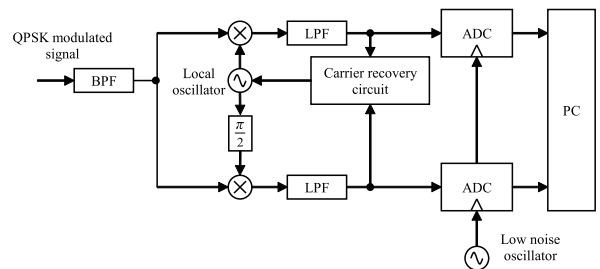 QPSK modulated
signal
BPF
Local
oscillator
π
2
LPF
Carrier recovery
circuit
LPF
ADC
ADC
PC
Low noise
oscillator